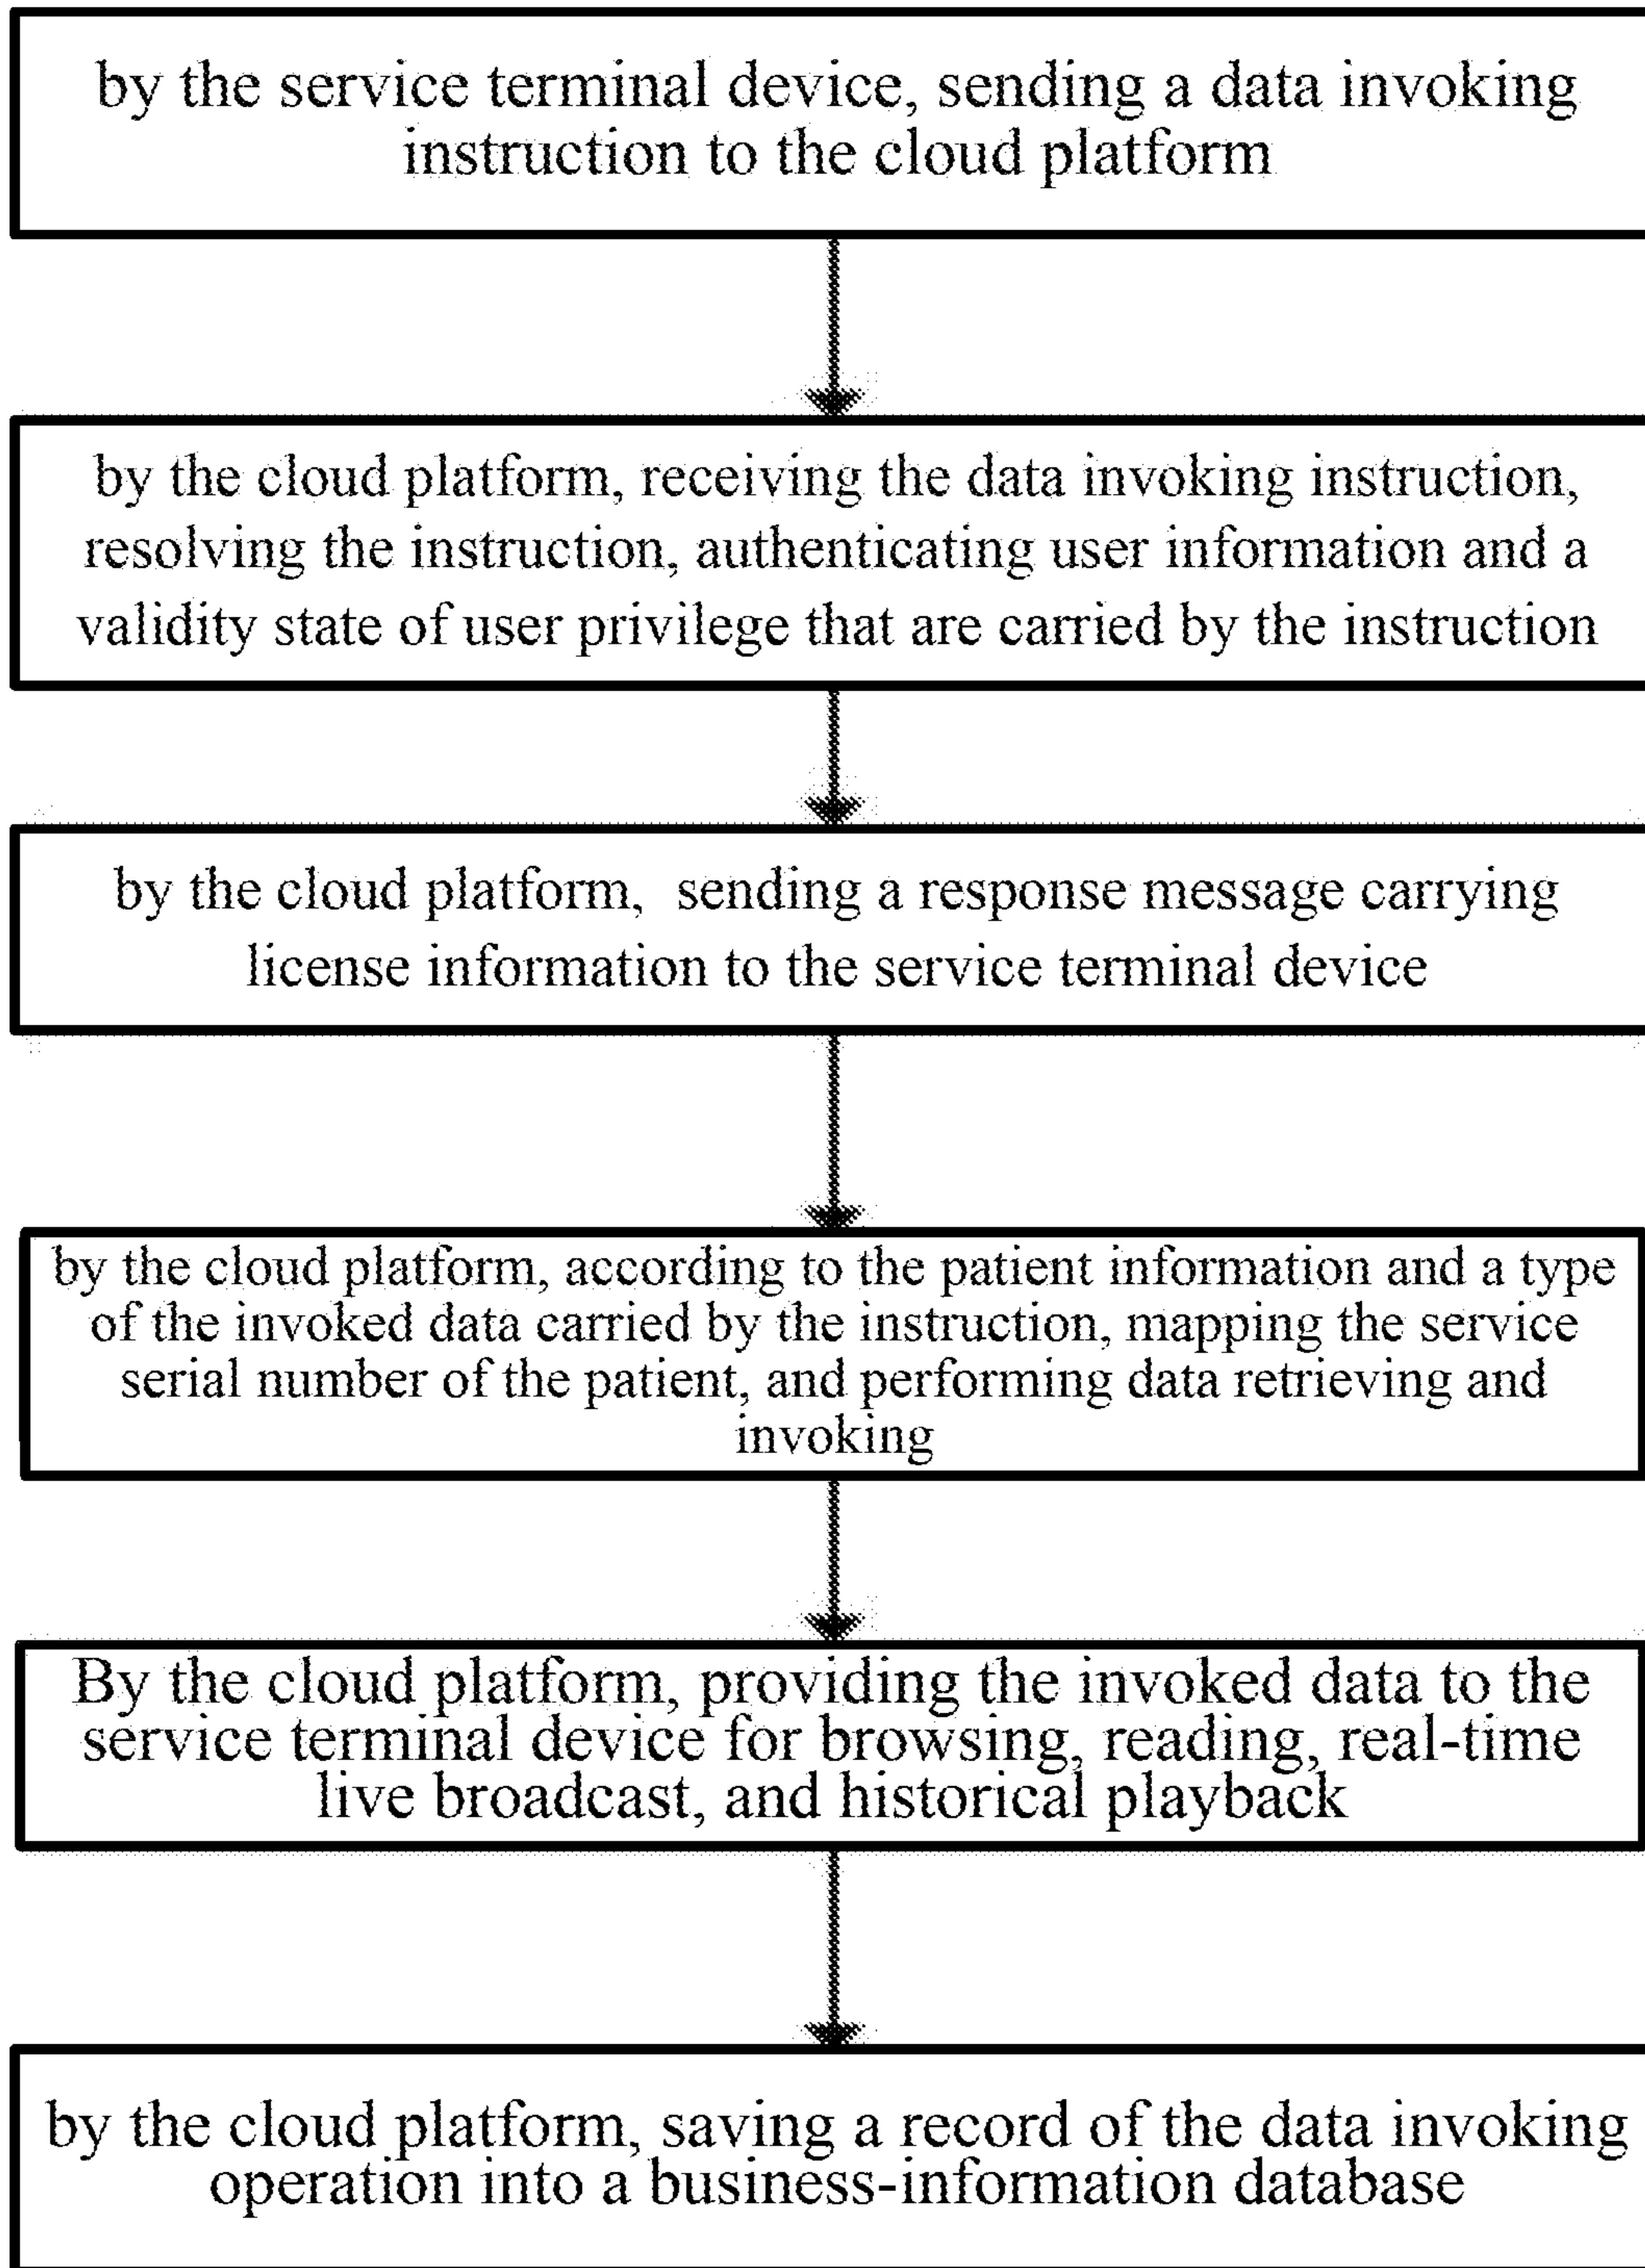 by the service terminal device, sending a data invoking
instruction to the cloud platform
by the cloud platform, receiving the data invoking instruction,
resolving the instruction, authenticating user information and a
validity state of user privilege that are carried by the instruction
by the cloud platform, sending a response message carrying
license information to the service terminal device
by the cloud platform, according to the patient information and a type
of the invoked data carried by the instruction, mapping the service
serial number of the patient, and performing data retrieving and
invoking
By the cloud platform, providing the invoked data to the
service terminal device for browsing, reading, real-time
live broadcast, and historical playback
by the cloud platform, saving a record of the data invoking
operation into a business-information database